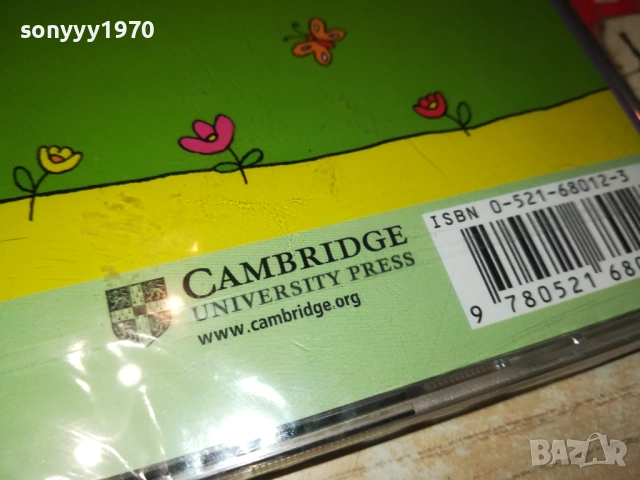 sonyyy1970
ISBN 0-521-68012-3
9 780521 680
CAMBRIDGE
UNIVERSITY PRESS
www.cambridge.org
BAZAR